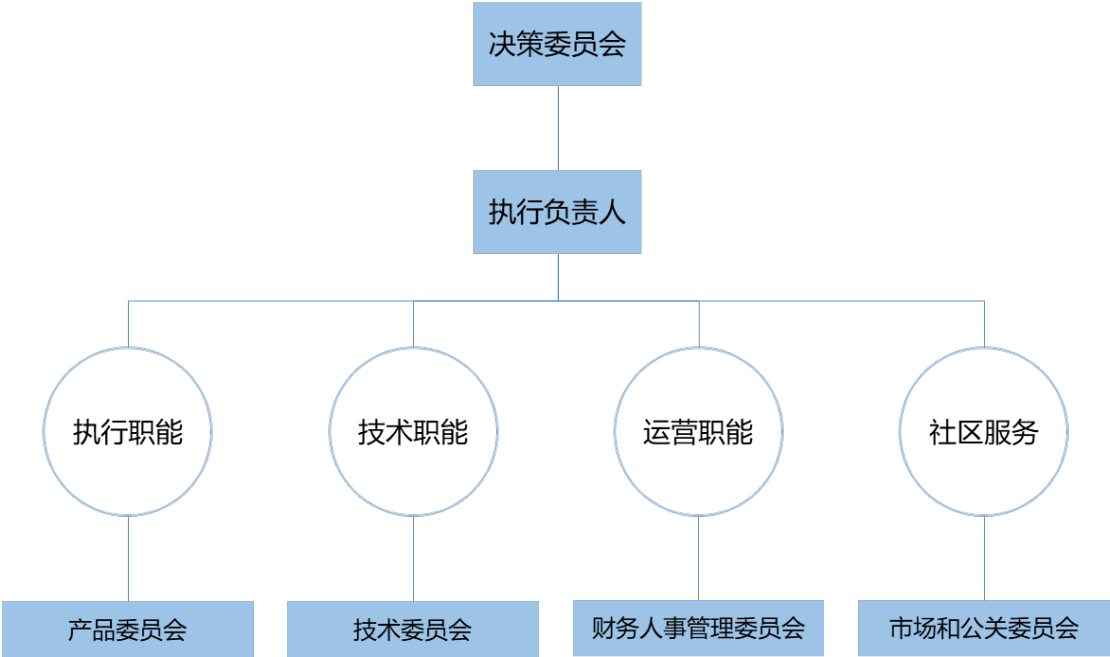 决策委员会
执行负责人
执行职能
技术职能
运营职能
社区服务
产品委员会
技术委员会
财务人事管理委员会
市场和公关委员会